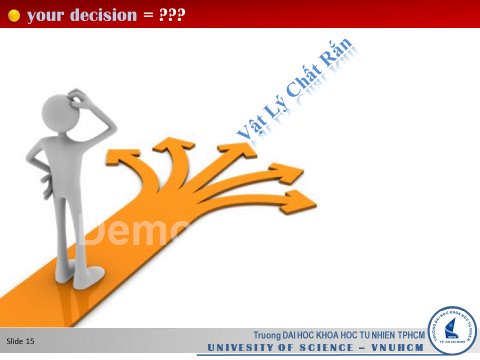 your decision = ???
Vật Lý Chất Rắn
Demo
Slide 15
Truong DAI HOC KHOA HOC TU NHIEN TPHCM
UNIVESITY OF SCIENCE – VNUHCM